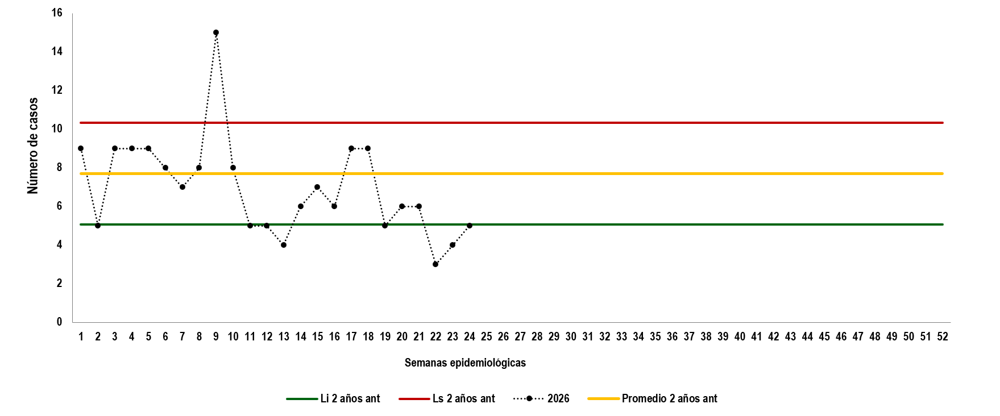 16
14
12
10
8
6
4
2
0
Número de casos
1 2 3 4 5 6 7 8 9 10 11 12 13 14 15 16 17 18 19 20 21 22 23 24 25 26 27 28 29 30 31 32 33 34 35 36 37 38 39 40 41 42 43 44 45 46 47 48 49 50 51 52
Semanas epidemiológicas
Li 2 años ant Ls 2 años ant 2026 Promedio 2 años ant